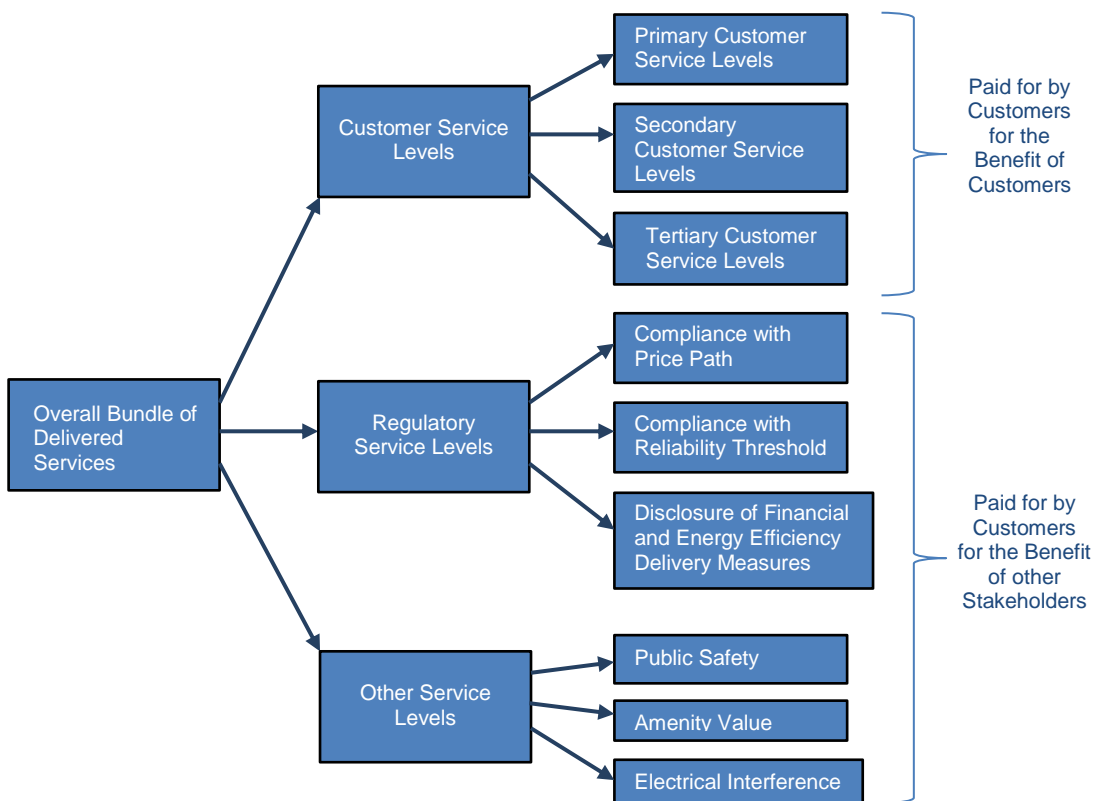 Primary Customer
Service Levels
Customer Service
Levels
Secondary
Customer Service
Levels
Tertiary Customer
Service Levels
Paid for by
Customers
for the
Benefit of
Customers
Overall Bundle of
Delivered
Services
Regulatory
Service Levels
Compliance with
Price Path
Compliance with
Reliability Threshold
Disclosure of Financial
and Energy Efficiency
Delivery Measures
Other Service
Levels
Public Safety
Amenity Value
Electrical Interference
Paid for by
Customers
for the Benefit
of other
Stakeholders